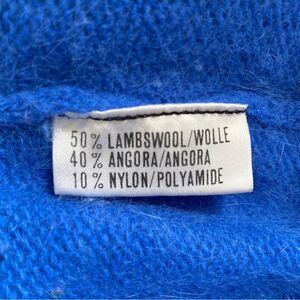 50% LAMBSWOOL/WOLLE
40% ANGORA/ANGORA
10% NYLON/POLYAMIDE